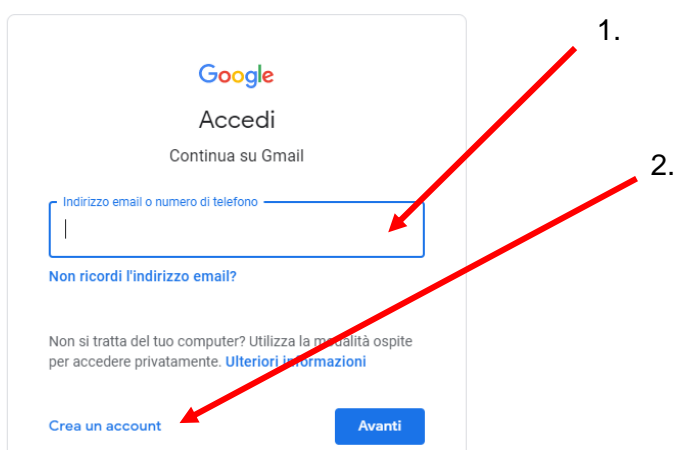 1.
Google
Accedi
Continua su Gmail
2.
Indirizzo email o numero di telefono
Non ricordi l'indirizzo email?
Non si tratta del tuo computer? Utilizza la modalità ospite
per accedere privatamente. Ulteriori informazioni
Crea un account
Avanti